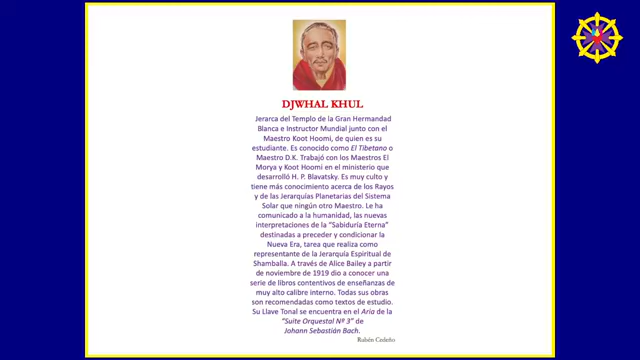 DJWHAL KHUL
Jerarca del Templo de la Gran Hermandad
Blanca e Instructor Mundial junto con el
Maestro Koot Hoomi, de quien es su
estudiante. Es conocido como El Tibetano o
Maestro D.K. Trabajó con los Maestros El
Morya y Koot Hoomi en el ministerio que
desarrolló H. P. Blavatsky. Es muy culto y
tiene más conocimiento acerca de los Rayos
y de las Jerarquías Planetarias del Sistema
Solar que ningún otro Maestro. Le ha
comunicado a la humanidad, las nuevas
interpretaciones de la “Sabiduría Eterna”
destinadas a preceder y condicionar la
Nueva Era, tarea que realiza como
representante de la Jerarquía Espiritual de
Shamballa. A través de Alice Bailey a partir
de noviembre de 1919 dio a conocer una
serie de libros contentivos de enseñanzas de
muy alto calibre interno. Todas sus obras
son recomendadas como textos de estudio.
Su Llave Tonal se encuentra en el Aria de la
“Suite Orquestal Nº 3” de
Johann Sebastián Bach.
Rubén Cedeño